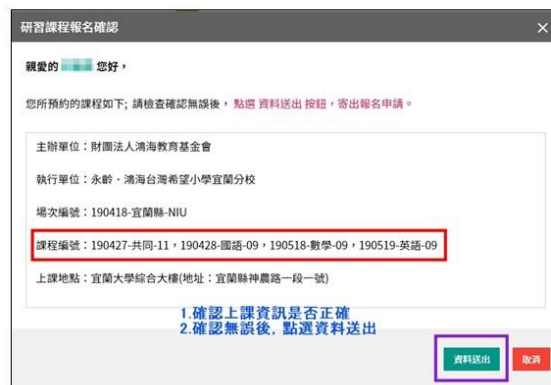 研習課程報名確認
親愛的 您好，
您所預約的課程如下; 請檢查確認無誤後， 點選 資料送出 按鈕，寄出報名申請。
主辦單位：財團法人鴻海教育基金會
執行單位：永齡．鴻海台灣希望小學宜蘭分校
場次編號：190418-宜蘭縣-NIU
課程編號：190427-共同-11，190428-國語-09，190518-數學-09，190519-英語-09
上課地點：宜蘭大學綜合大樓(地址：宜蘭縣神農路一段一號)
1.確認上課資訊是否正確
2.確認無誤後, 點選資料送出
資料送出 取消